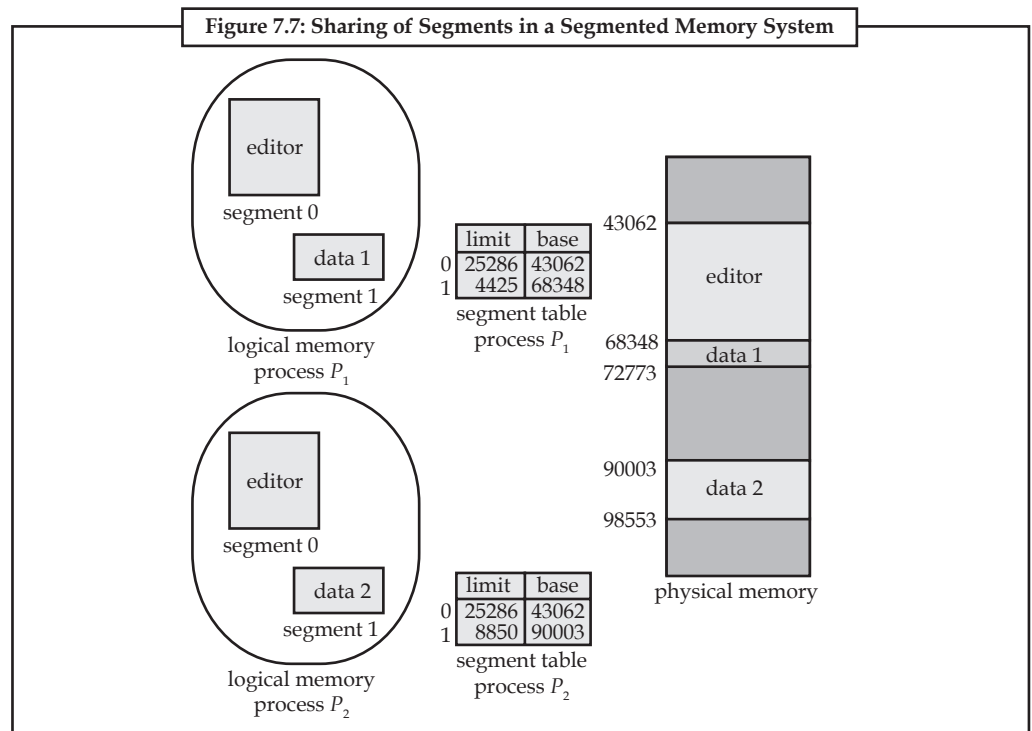 Figure 7.7: Sharing of Segments in a Segmented Memory System
editor
segment 0
data 1
segment 1
logical memory
process P1
limit base
0 25286 43062
1 4425 68348
segment table
process P1
editor
segment 0
data 2
segment 1
logical memory
process P2
limit base
0 25286 43062
1 8850 90003
segment table
process P2
43062
editor
68348
data 1
72773
90003
data 2
98553
physical memory